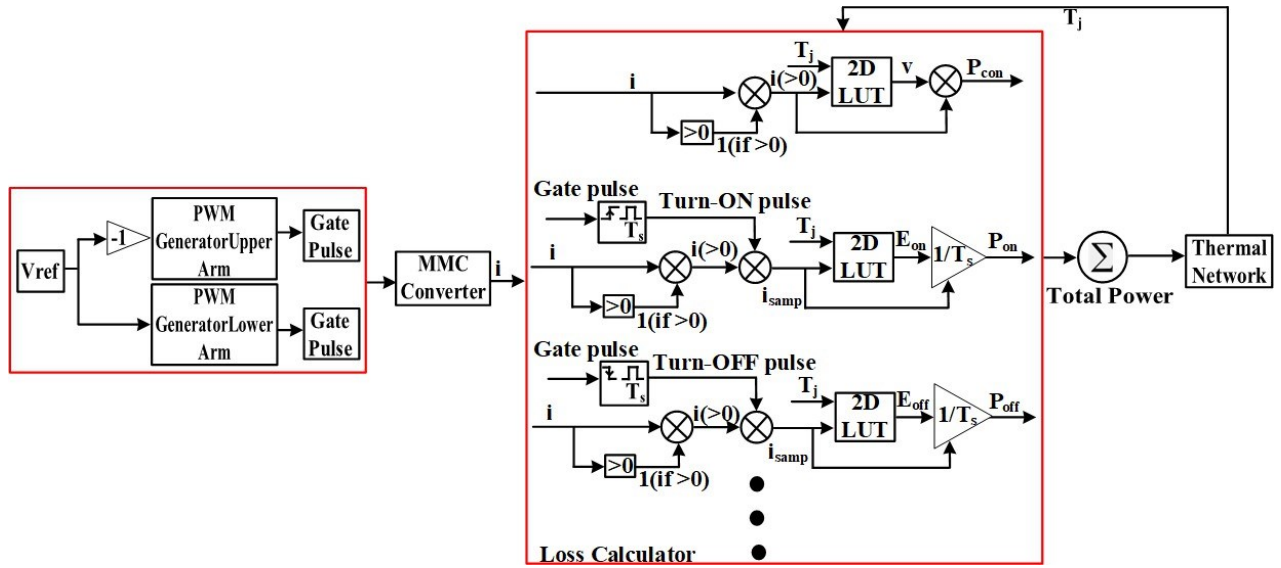 Vref
-1
PWM
GeneratorUpper
Arm
Gate
Pulse
PWM
GeneratorLower
Arm
Gate
Pulse
MMC
Converter
i
i
>0
1(if >0)
i(>0)
Tj
2D
LUT
v
Pcon
Gate pulse
Ts
Turn-ON pulse
i
>0
1(if >0)
i(>0)
isamp
Tj
2D
LUT
Eon
1/Ts
Pon
Gate pulse
Ts
Turn-OFF pulse
i
>0
1(if >0)
i(>0)
isamp
Tj
2D
LUT
Eoff
1/Ts
Poff
Loss Calculator
Σ
Total Power
Thermal
Network
Tj